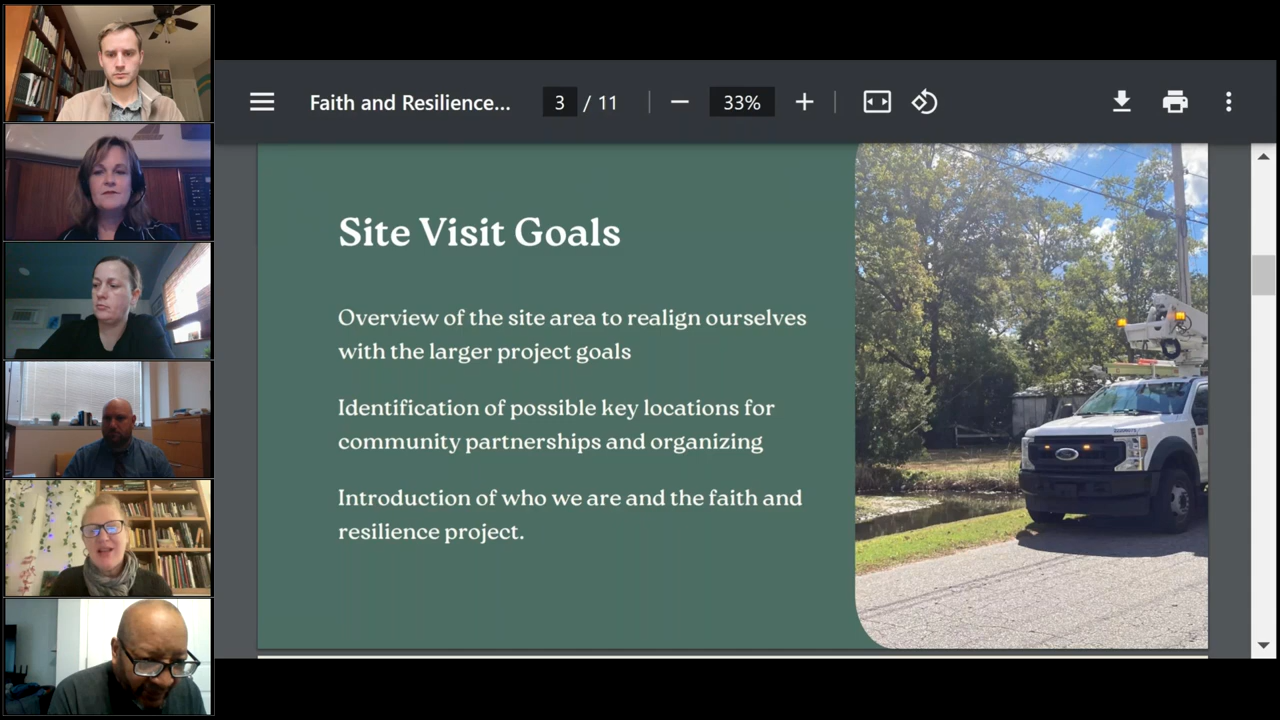 Faith and Resilience...
3 / 11
33%
Site Visit Goals
Overview of the site area to realign ourselves
with the larger project goals
Identification of possible key locations for
community partnerships and organizing
Introduction of who we are and the faith and
resilience project.